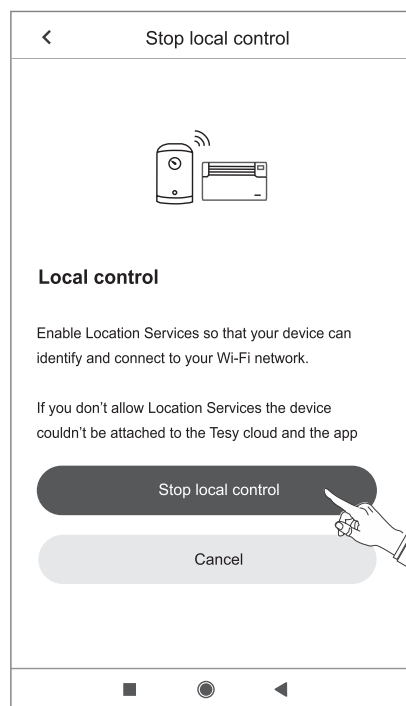 Stop local control
Local control
Enable Location Services so that your device can
identify and connect to your Wi-Fi network.
If you don't allow Location Services the device
couldn't be attached to the Tesy cloud and the app
Stop local control
Cancel